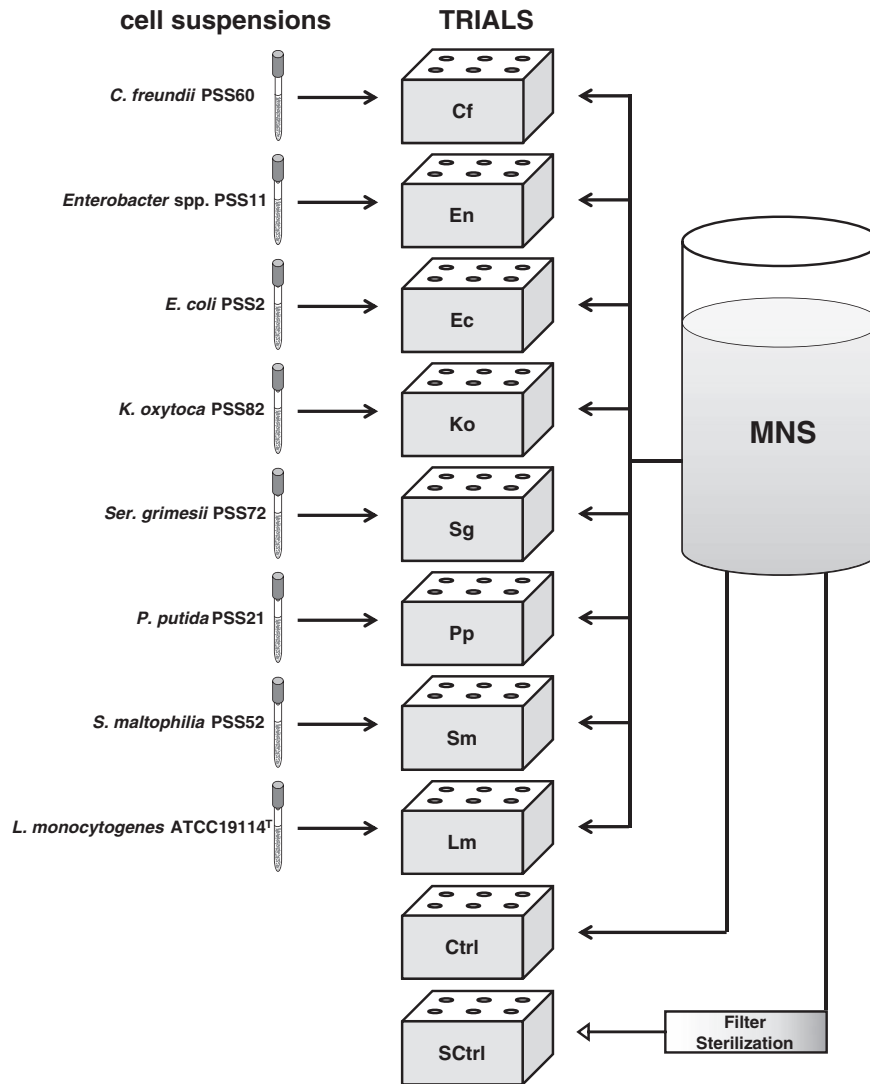 cell suspensions TRIALS
C. freundii PSS60
Cf
Enterobacter spp. PSS11
En
E. coli PSS2
Ec
K. oxytoca PSS82
Ko
MNS
Ser. grimesii PSS72
Sg
P. putida PSS21
Pp
S. maltophilia PSS52
Sm
L. monocytogenes ATCC19114ᵀ
Lm
Ctrl
SCtrl
Filter
Sterilization